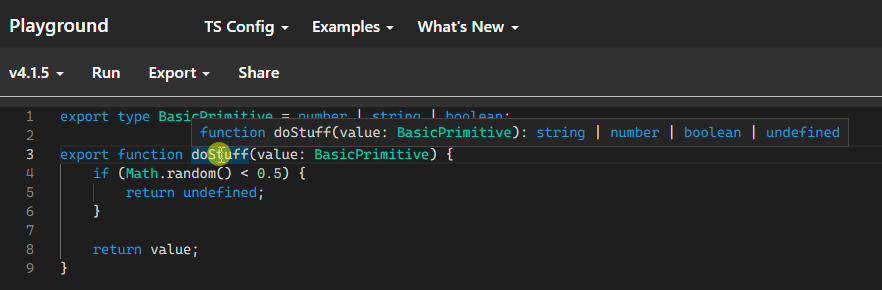 Playground TS Config Examples What's New
v4.1.5 Run Export Share
1 export type BasicPrimitive = number | string | boolean;
2 function doStuff(value: BasicPrimitive): string | number | boolean | undefined
3 export function doStuff(value: BasicPrimitive) {
4 if (Math.random() < 0.5) {
5 return undefined;
6 }
7
8 return value;
9 }